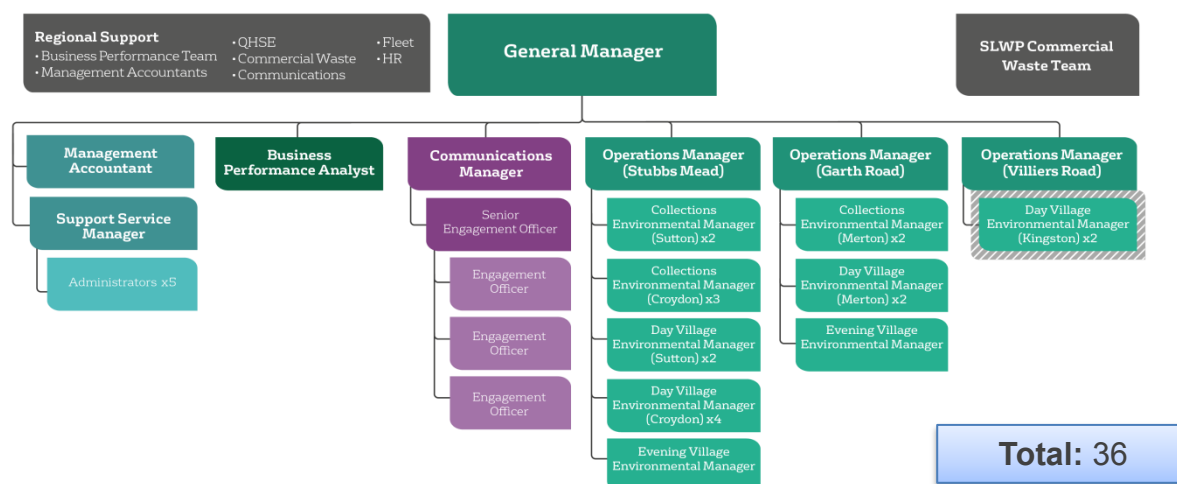 Regional Support
• Business Performance Team
• Management Accountants
• QHSE
• Commercial Waste
• Communications
• Fleet
• HR
General Manager
SLWP Commercial
Waste Team
Management
Accountant
Support Service
Manager
Administrators x5
Business
Performance Analyst
Communications
Manager
Senior
Engagement Officer
Engagement
Officer
Engagement
Officer
Engagement
Officer
Operations Manager
(Stubbs Mead)
Collections
Environmental Manager
(Sutton) x2
Collections
Environmental Manager
(Croydon) x3
Day Village
Environmental Manager
(Sutton) x2
Day Village
Environmental Manager
(Croydon) x4
Evening Village
Environmental Manager
Operations Manager
(Garth Road)
Collections
Environmental Manager
(Merton) x2
Day Village
Environmental Manager
(Merton) x2
Evening Village
Environmental Manager
Operations Manager
(Villiers Road)
Day Village
Environmental Manager
(Kingston) x2
Total: 36